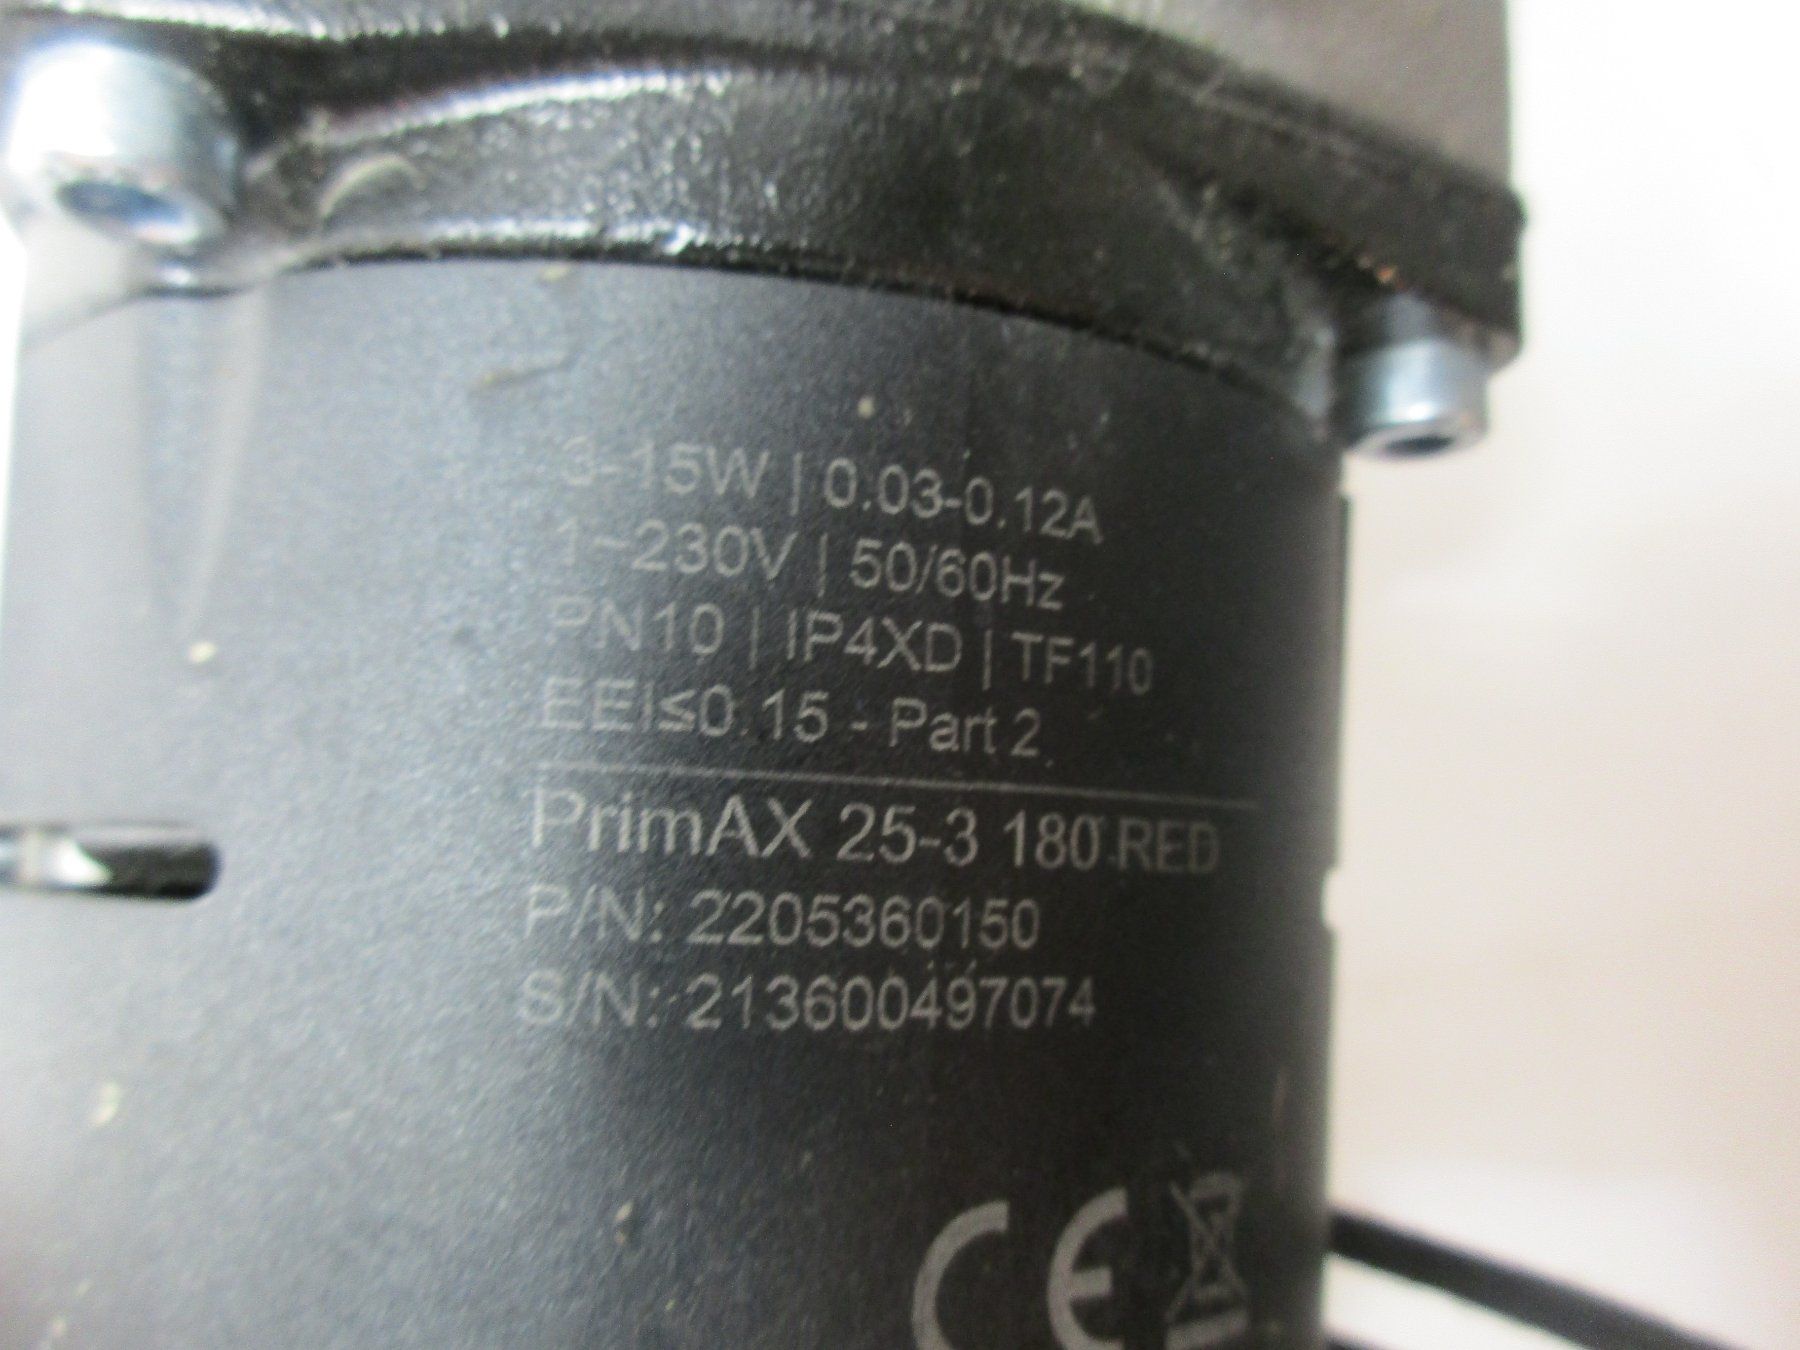 3-15W | 0.03-0.12A
1~230V | 50/60Hz
PN10 | IP4XD | TF110
EEI≤0.15 - Part 2
PrimAX 25-3 180 RED
P/N: 2205360150
S/N: 213600497074
CE